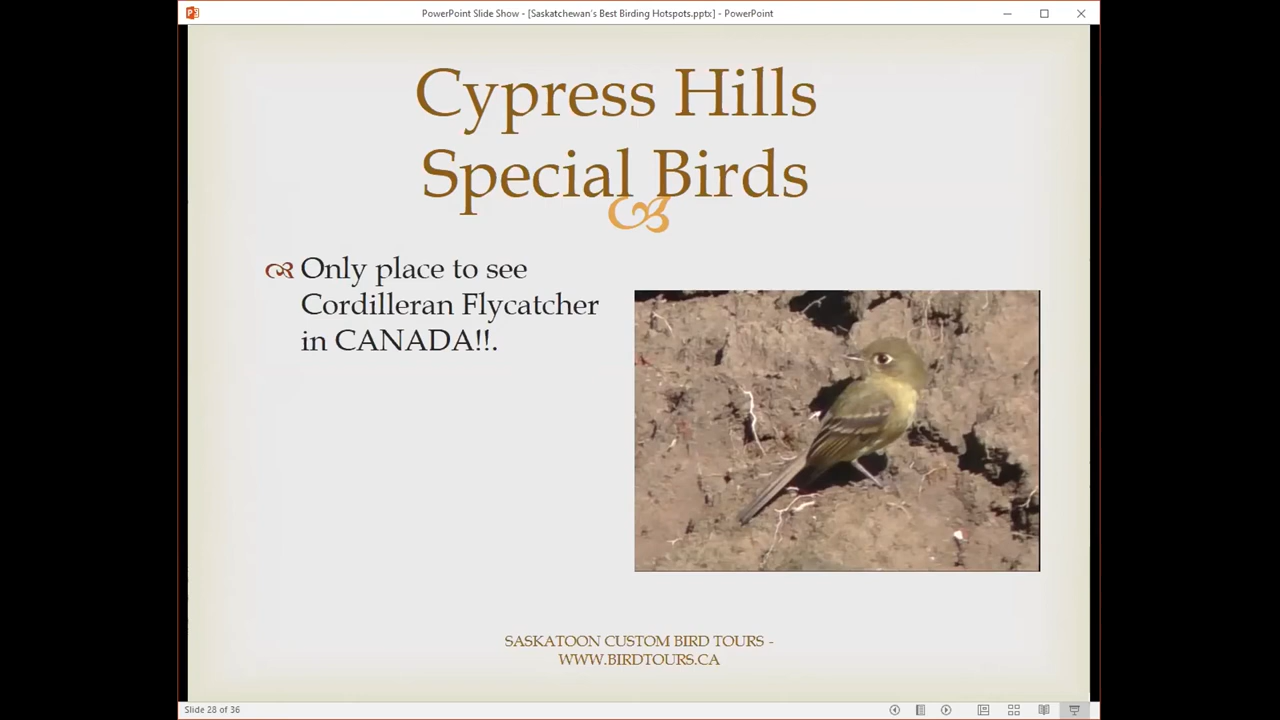 PowerPoint Slide Show - [Saskatchewan's Best Birding Hotspots.pptx] - PowerPoint
Cypress Hills
Special Birds
Only place to see
Cordilleran Flycatcher
in CANADA!!.
SASKATOON CUSTOM BIRD TOURS -
WWW.BIRDTOURS.CA
Slide 28 of 36